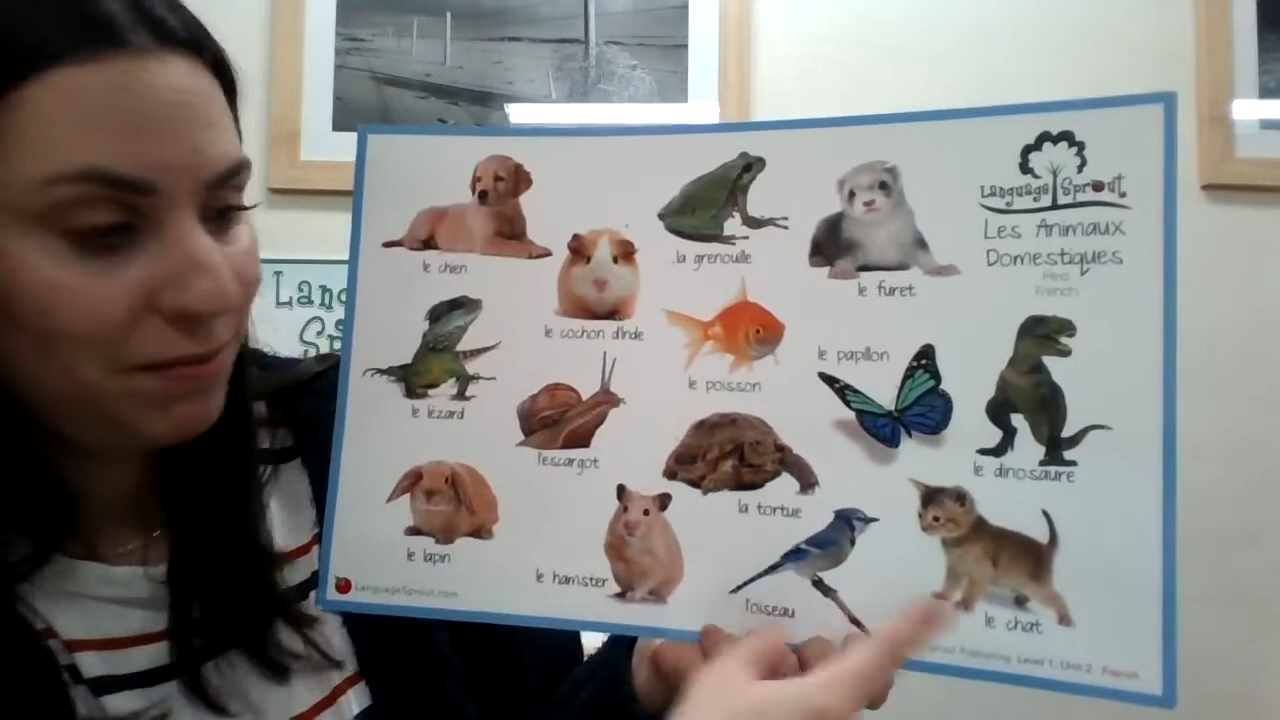 Language Sprout
Les Animaux
Domestiques
Pets
French
le chien
la grenouille
le furet
le cochon d'Inde
le poisson
le papillon
le lézard
l'escargot
la tortue
le dinosaure
le lapin
le hamster
l'oiseau
le chat
LanguageSprout.com
Publishing Level 1, Unit 2 French